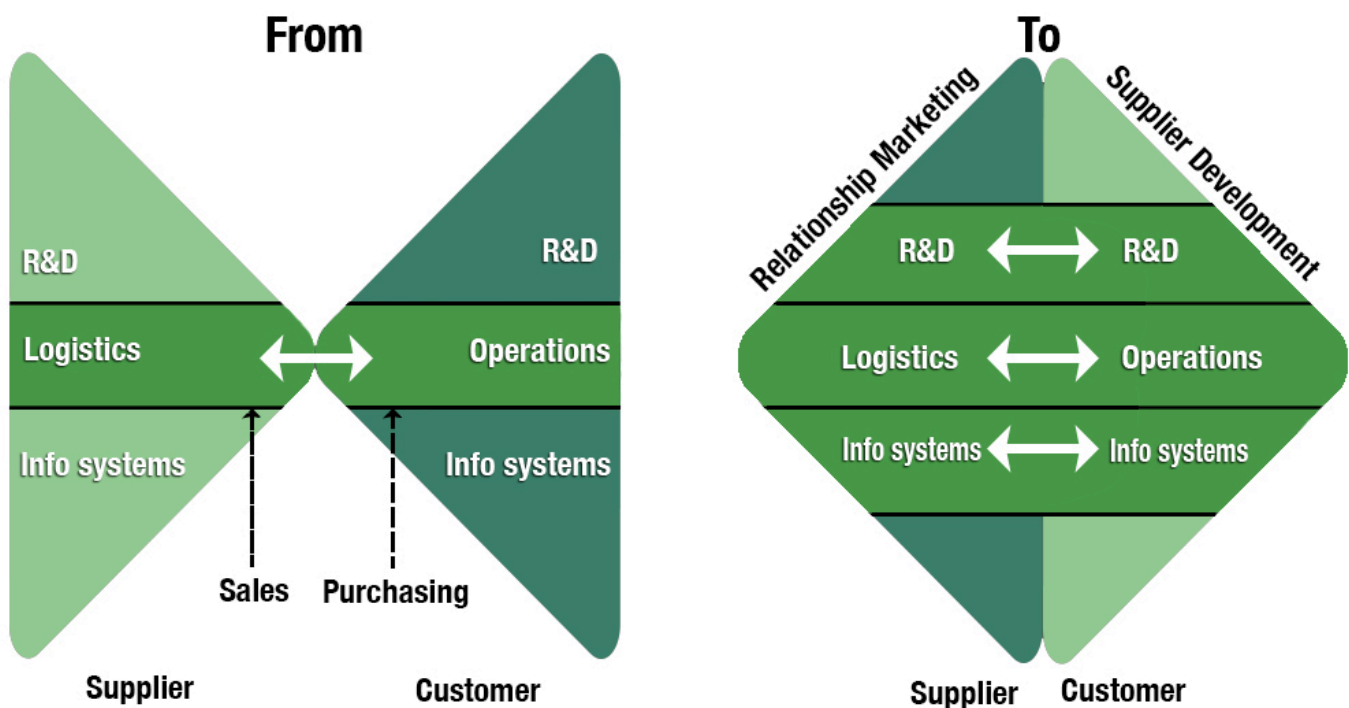 From
R&D
R&D
Logistics
Operations
Info systems
Info systems
Sales
Purchasing
Supplier
Customer
To
Relationship Marketing
Supplier Development
R&D
R&D
Logistics
Operations
Info systems
Info systems
Supplier
Customer